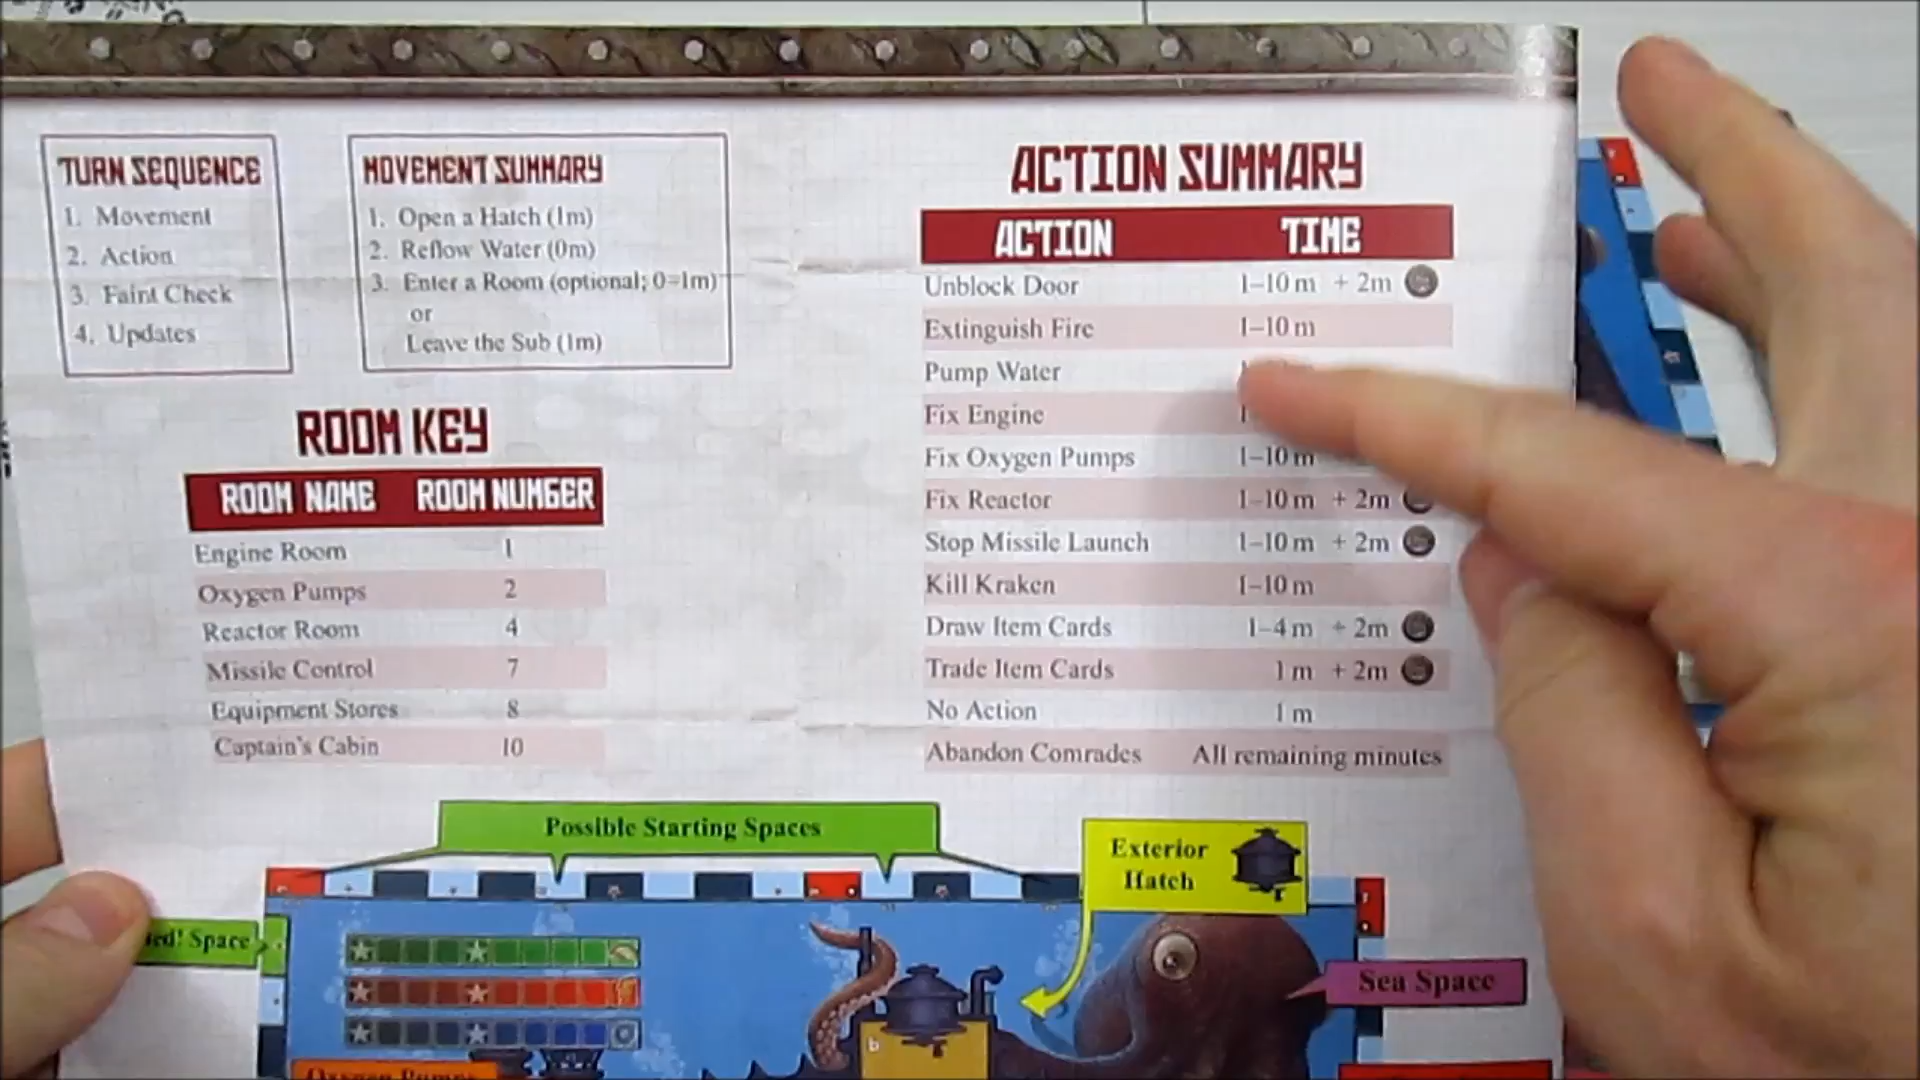 TURN SEQUENCE
1. Movement
2. Action
3. Faint Check
4. Updates
MOVEMENT SUMMARY
1. Open a Hatch (1m)
2. Reflow Water (0m)
3. Enter a Room (optional; 0-1m)
or
Leave the Sub (1m)
ROOM KEY
ROOM NAME ROOM NUMBER
Engine Room 1
Oxygen Pumps 2
Reactor Room 4
Missile Control 7
Equipment Stores 8
Captain's Cabin 10
ACTION SUMMARY
ACTION TIME
Unblock Door 1–10 m + 2m
Extinguish Fire 1–10 m
Pump Water
Fix Engine
Fix Oxygen Pumps 1–10 m
Fix Reactor 1–10 m + 2m
Stop Missile Launch 1–10 m + 2m
Kill Kraken 1–10 m
Draw Item Cards 1–4 m + 2m
Trade Item Cards 1 m + 2m
No Action 1 m
Abandon Comrades All remaining minutes
Possible Starting Spaces
Exterior
Hatch
Space
Sea Space
b
Oxygen Pumps